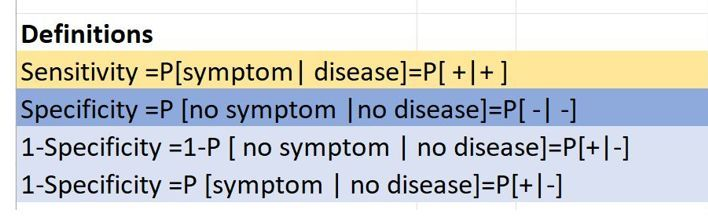 Definitions
Sensitivity =P[symptom| disease]=P[ +|+ ]
Specificity =P [no symptom |no disease]=P[ -| -]
1-Specificity =1-P [ no symptom | no disease]=P[+|-]
1-Specificity =P [symptom | no disease]=P[+|-]